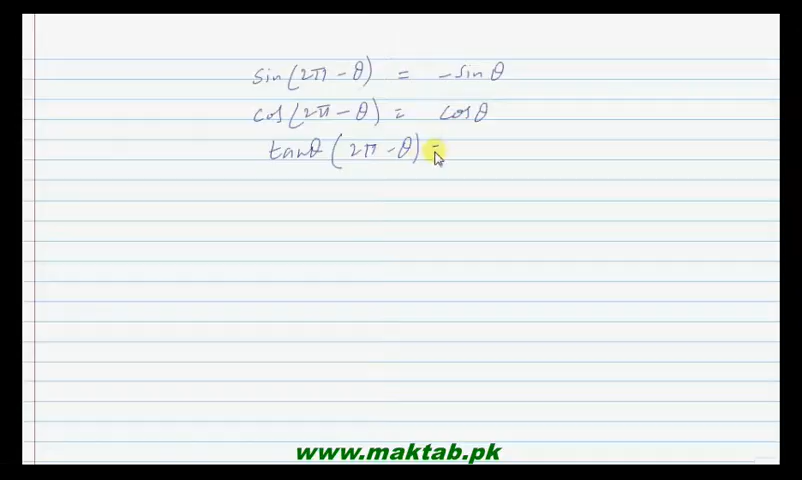 sin(2π - θ) = - sin θ
cos(2π - θ) = cos θ
tanθ (2π - θ) =
www.maktab.pk